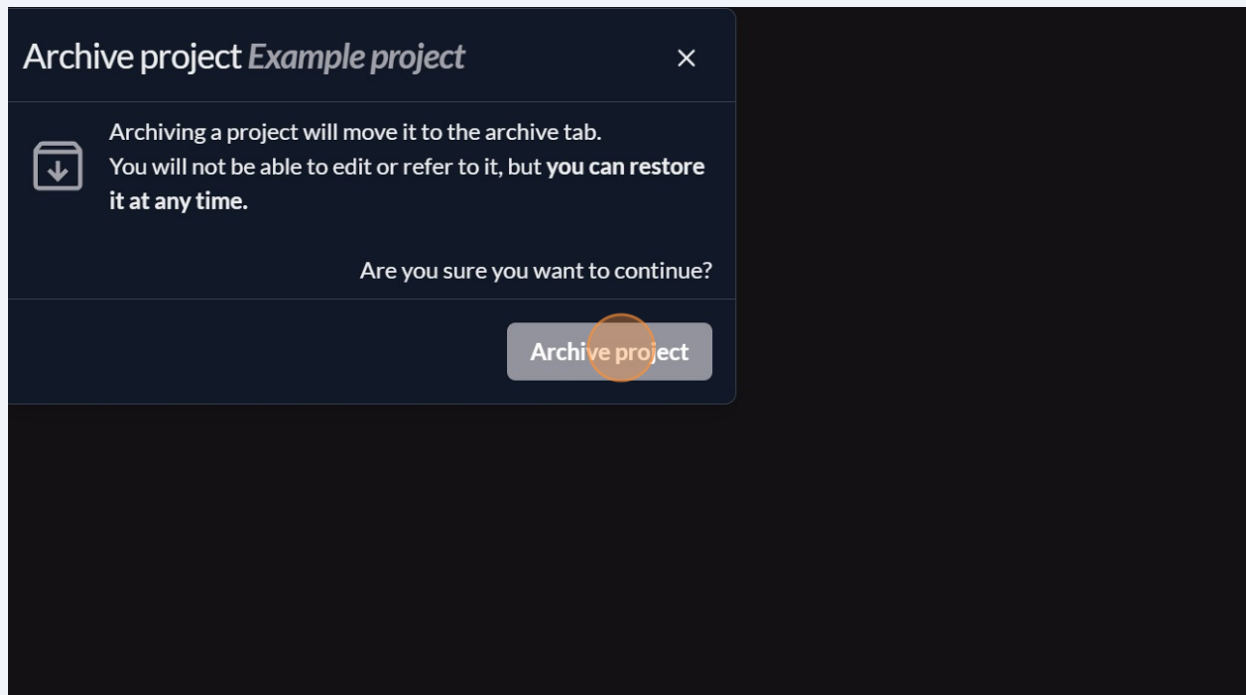 Archive project Example project
Archiving a project will move it to the archive tab.
You will not be able to edit or refer to it, but you can restore
it at any time.
Are you sure you want to continue?
Archive project